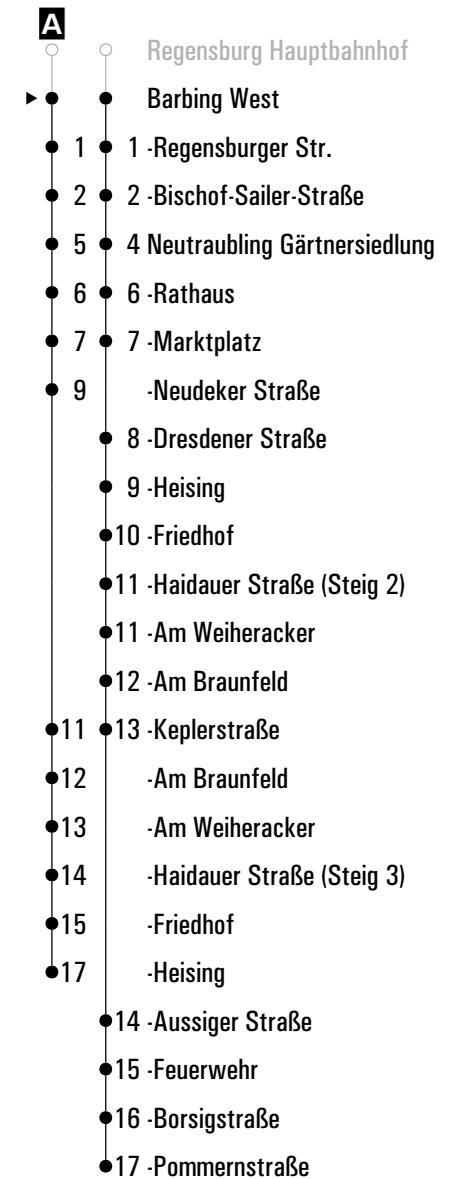 A
Regensburg Hauptbahnhof
Barbing West
1 1 -Regensburger Str.
2 2 -Bischof-Sailer-Straße
5 4 Neutraubling Gärtnersiedlung
6 6 -Rathaus
7 7 -Marktplatz
9 -Neudeker Straße
8 -Dresdener Straße
9 -Heising
10 -Friedhof
11 -Haidauer Straße (Steig 2)
11 -Am Weiheracker
12 -Am Braunfeld
11 13 -Keplerstraße
12 -Am Braunfeld
13 -Am Weiheracker
14 -Haidauer Straße (Steig 3)
15 -Friedhof
17 -Heising
14 -Aussiger Straße
15 -Feuerwehr
16 -Borsigstraße
17 -Pommernstraße